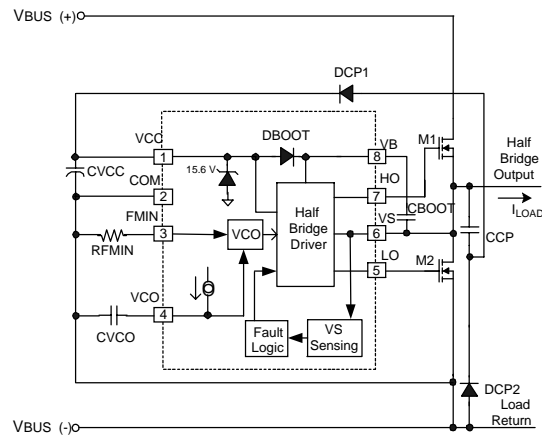 VBUS (+)
DCP1
VCC
DBOOT
VB
M1
1
8
15.6 V
HO
Half
Bridge
Output
CVCC
COM
2
7
CBOOT
ILOAD
FMIN
Half
Bridge
Driver
VS
CCP
RFMIN
3
VCO
6
LO
M2
5
VCO
4
CVCO
Fault
Logic
VS
Sensing
DCP2
Load
Return
VBUS (-)